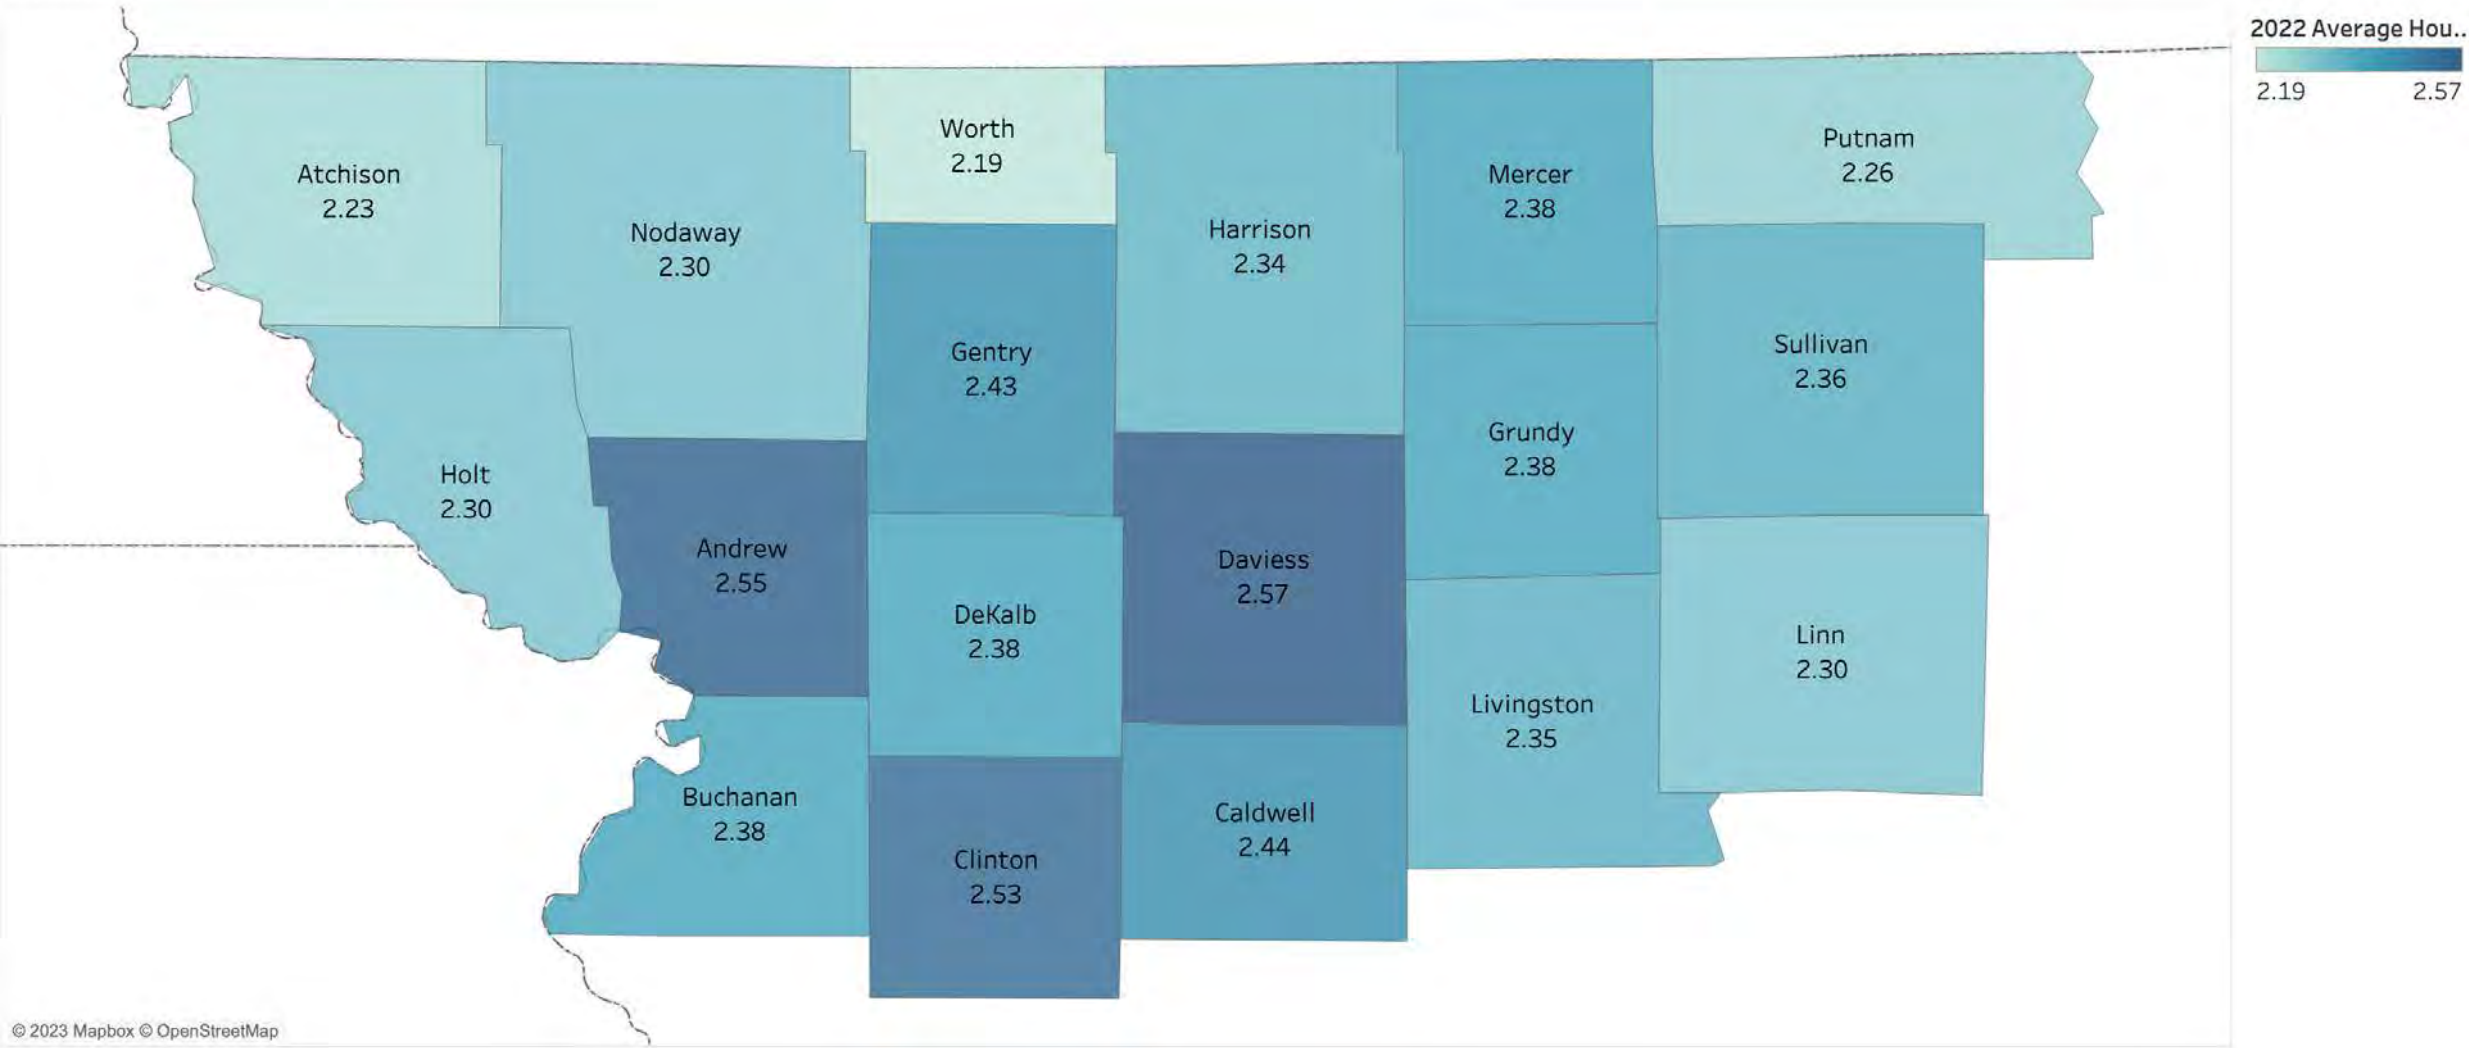 2022 Average Hou..
2.19 2.57
Worth
2.19
Putnam
2.26
Atchison
2.23
Mercer
2.38
Nodaway
2.30
Harrison
2.34
Gentry
2.43
Sullivan
2.36
Grundy
2.38
Holt
2.30
Andrew
2.55
Daviess
2.57
DeKalb
2.38
Linn
2.30
Livingston
2.35
Buchanan
2.38
Caldwell
2.44
Clinton
2.53
© 2023 Mapbox © OpenStreetMap